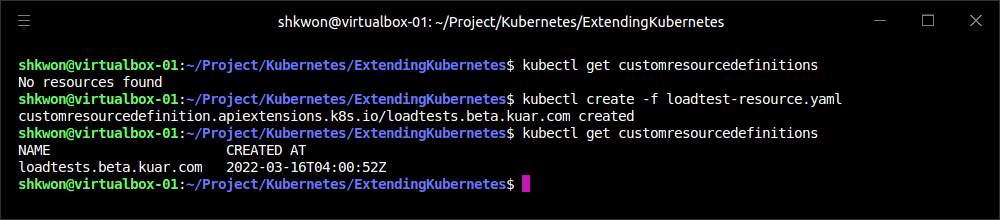 shkwon@virtualbox-01: ~/Project/Kubernetes/ExtendingKubernetes
shkwon@virtualbox-01:~/Project/Kubernetes/ExtendingKubernetes$ kubectl get customresourcedefinitions
No resources found
shkwon@virtualbox-01:~/Project/Kubernetes/ExtendingKubernetes$ kubectl create -f loadtest-resource.yaml
customresourcedefinition.apiextensions.k8s.io/loadtests.beta.kuar.com created
shkwon@virtualbox-01:~/Project/Kubernetes/ExtendingKubernetes$ kubectl get customresourcedefinitions
NAME                      CREATED AT
loadtests.beta.kuar.com   2022-03-16T04:00:52Z
shkwon@virtualbox-01:~/Project/Kubernetes/ExtendingKubernetes$